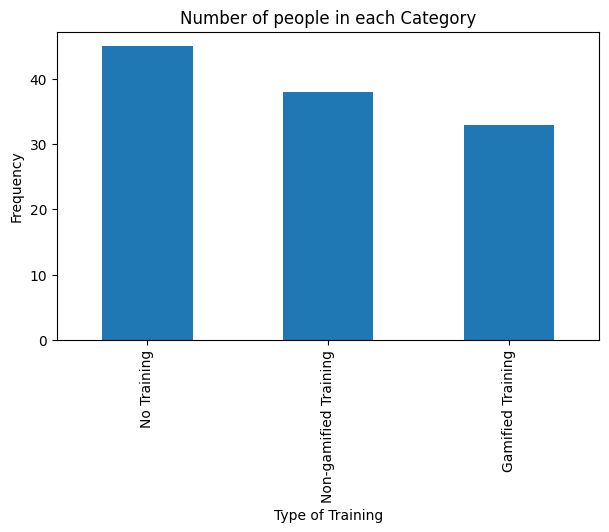 Number of people in each Category
Frequency
40
30
20
10
0
No Training
Non-gamified Training
Gamified Training
Type of Training